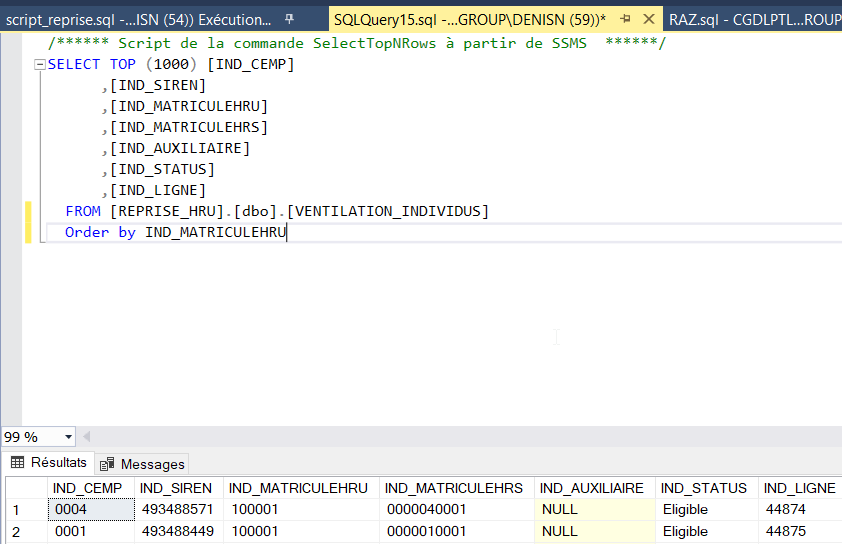 script_reprise.sql -...ISN (54)) Exécution...
SQLQuery15.sql -...GROUP\DENISN (59))*
RAZ.sql - CGDLPTL...ROUP
/****** Script de la commande SelectTopNRows à partir de SSMS  ******/
SELECT TOP (1000) [IND_CEMP]
,[IND_SIREN]
,[IND_MATRICULEHRU]
,[IND_MATRICULEHRS]
,[IND_AUXILIAIRE]
,[IND_STATUS]
,[IND_LIGNE]
FROM [REPRISE_HRU].[dbo].[VENTILATION_INDIVIDUS]
Order by IND_MATRICULEHRU
99 %
Résultats Messages
IND_CEMP IND_SIREN IND_MATRICULEHRU IND_MATRICULEHRS IND_AUXILIAIRE IND_STATUS IND_LIGNE
1 0004 493488571 100001 0000040001 NULL Eligible 44874
2 0001 493488449 100001 0000010001 NULL Eligible 44875